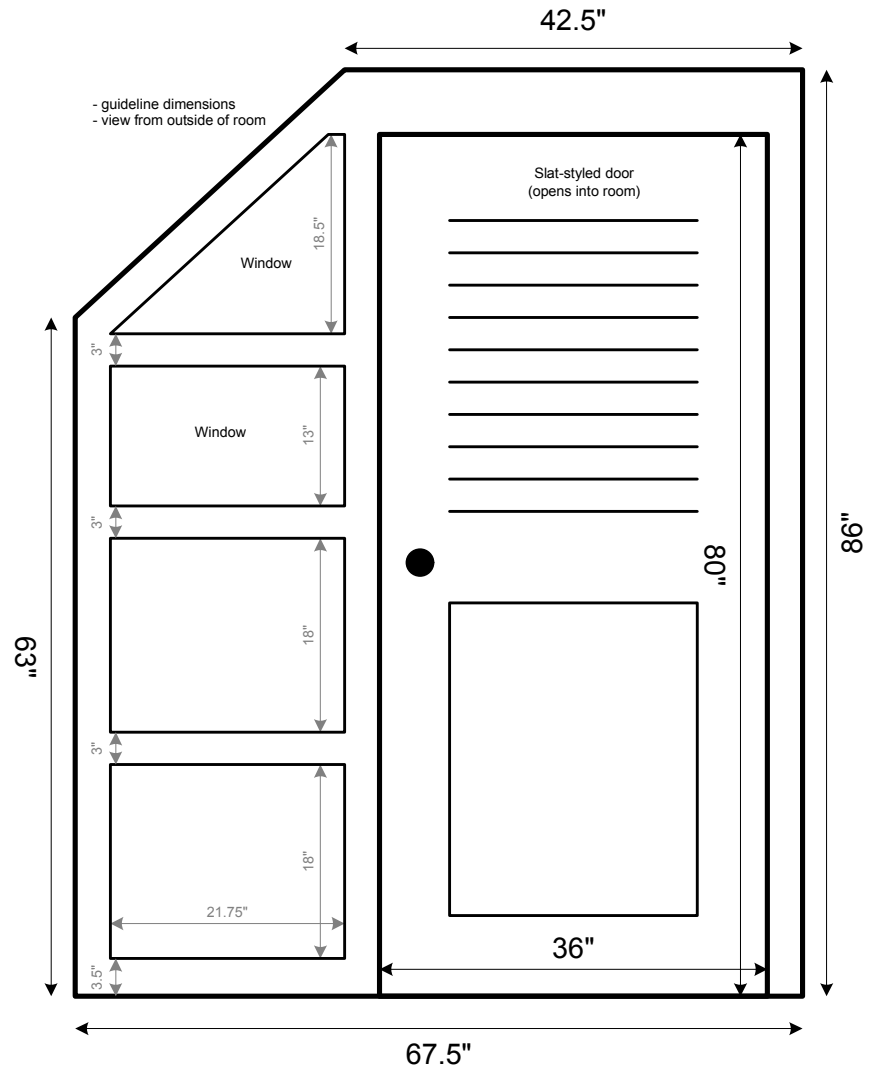 42.5"
- guideline dimensions
- view from outside of room
Slat-styled door
(opens into room)
18.5"
Window
3"
Window
13"
3"
86"
80"
18"
63"
3"
18"
21.75"
36"
3.5"
67.5"